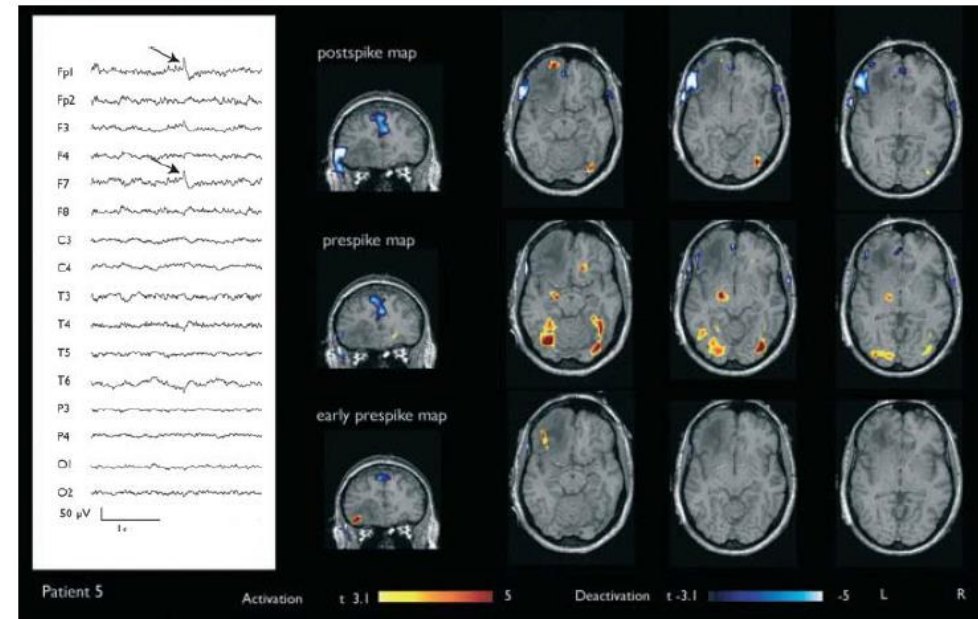 Fp1
Fp2
F3
F4
F7
F8
C3
C4
T3
T4
T5
T6
P3
P4
O1
O2
50 µV
1 s
postspike map
prespike map
early prespike map
Patient 5
Activation t 3.1 5 Deactivation t -3.1 -5 L R